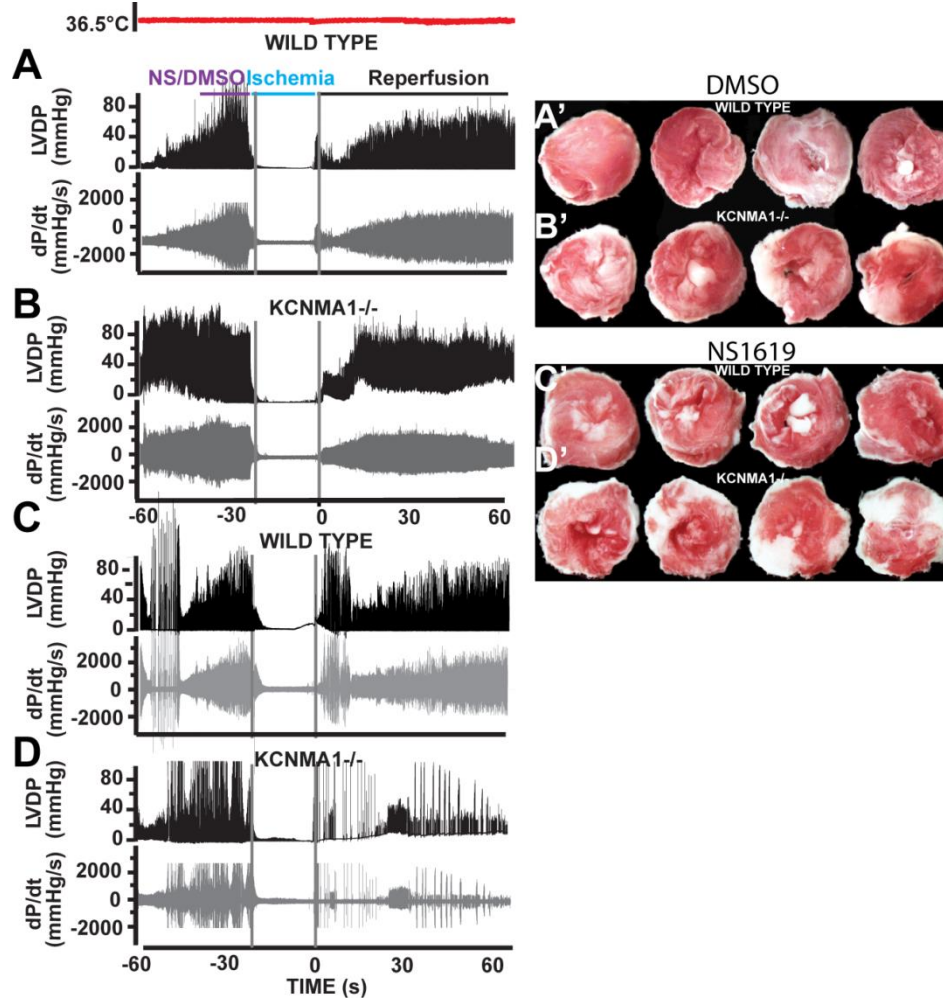 36.5°C
WILD TYPE
A
NS/DMSO Ischemia Reperfusion
LVDP
(mmHg)
80
40
0
dP/dt
(mmHg/s)
2000
0
-2000
B
KCNMA1-/-
LVDP
(mmHg)
80
40
0
dP/dt
(mmHg/s)
2000
0
-2000
-60 -30 0 30 60
C
WILD TYPE
LVDP
(mmHg)
80
40
0
dP/dt
(mmHg/s)
2000
0
-2000
D
KCNMA1-/-
LVDP
(mmHg)
80
40
0
dP/dt
(mmHg/s)
2000
0
-2000
-60 -30 0 30 60
TIME (s)
DMSO
A'
WILD TYPE
B'
KCNMA1-/-
NS1619
C'
WILD TYPE
D'
KCNMA1-/-